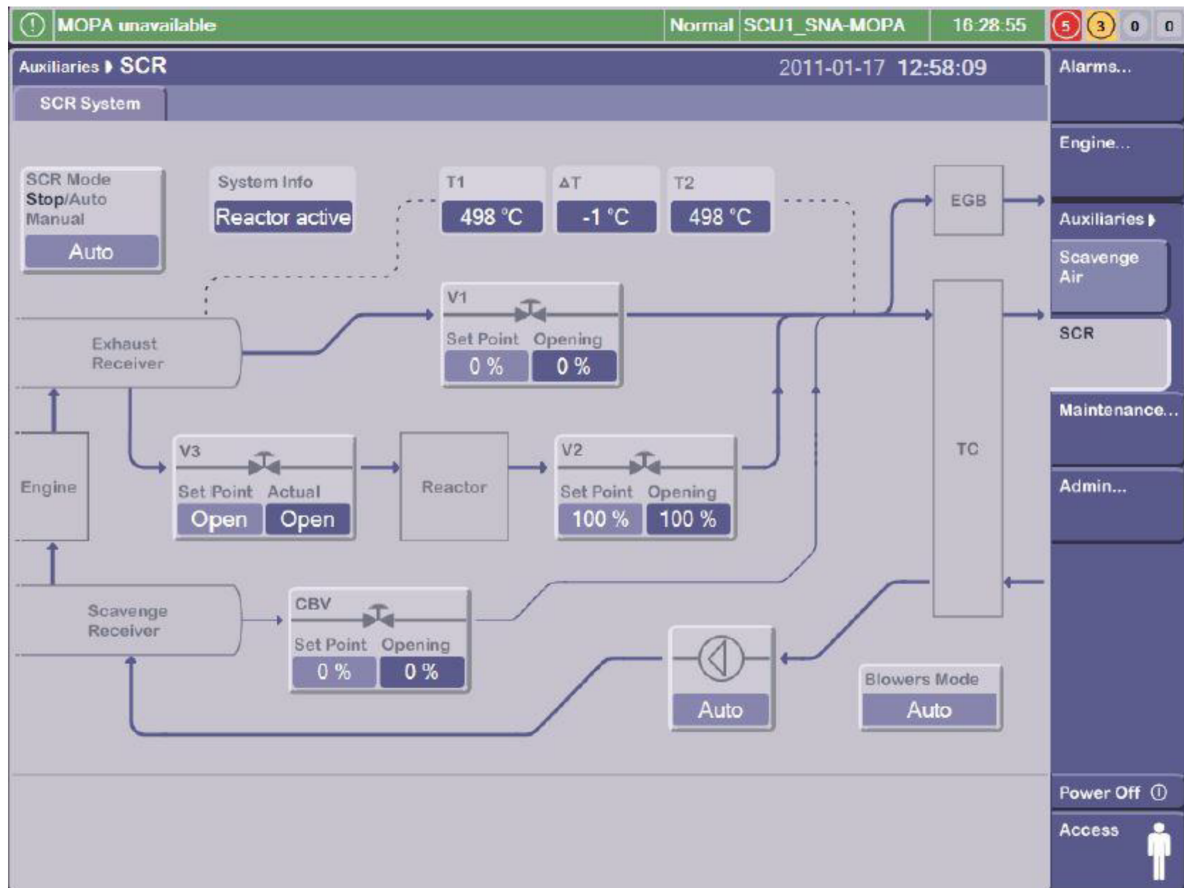 MOPA unavailable
Normal SCU1_SNA-MOPA 16:28:55 5 3 0 0
Auxiliaries SCR
2011-01-17 12:58:09
SCR System
Alarms...
Engine...
Auxiliaries
Scavenge
Air
SCR
Maintenance...
Admin...
Power Off
Access
SCR Mode
Stop/Auto
Manual
Auto
System Info
Reactor active
T1
498 °C
ΔT
-1 °C
T2
498 °C
EGB
Exhaust
Receiver
V1
Set Point Opening
0 % 0 %
TC
Engine
V3
Set Point Actual
Open Open
Reactor
V2
Set Point Opening
100 % 100 %
Scavenge
Receiver
CBV
Set Point Opening
0 % 0 %
Auto
Blowers Mode
Auto